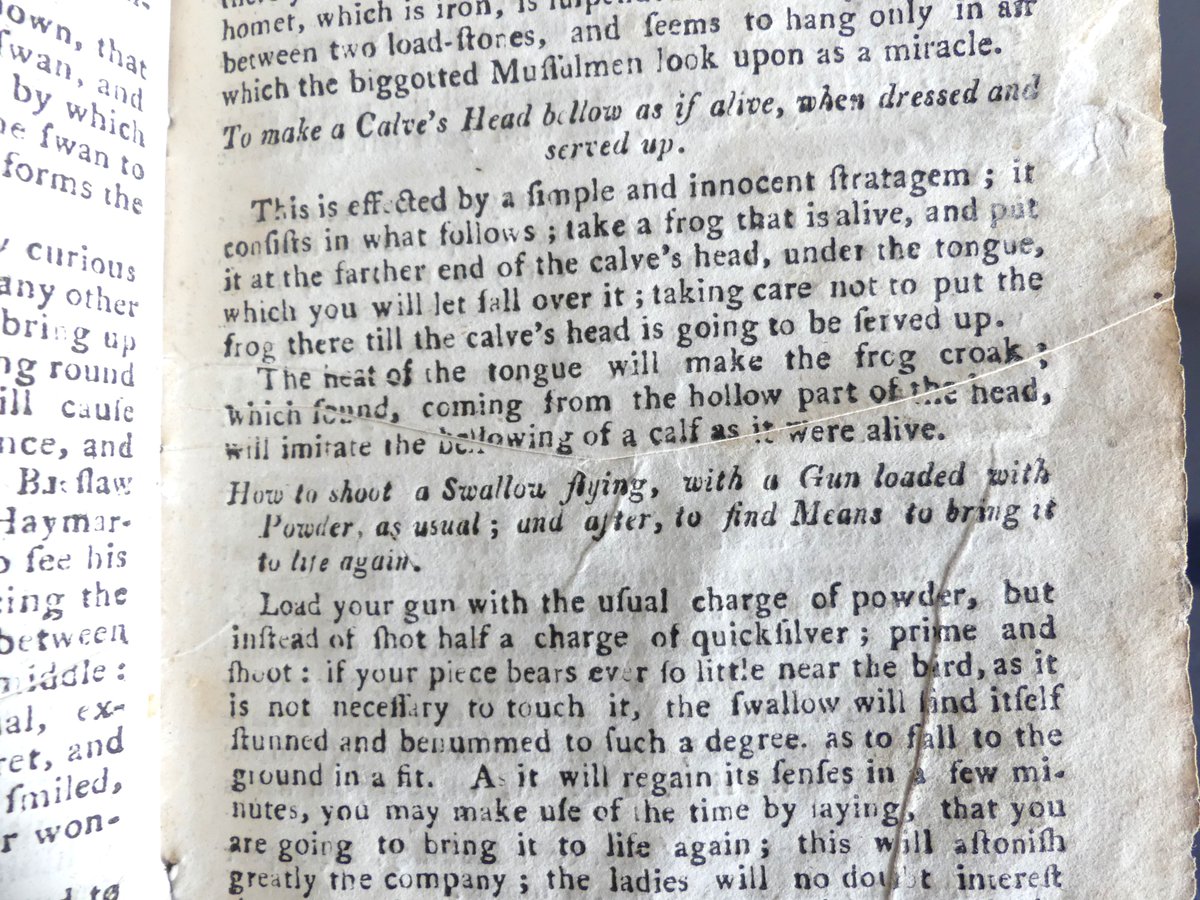 own, that
ſwan, and
by which
ſwan to
forms the
curious
any other
bring up
round
cauſe
and
ſlaw
Haymar-
ſee his
the
between
middle:
ex-
and
ſmiled,
won-
to
homet, which is iron, is
between two load-ſtones, and ſeems to hang only in air
which the biggotted Muſſulmen look upon as a miracle.
To make a Calve's Head bellow as if alive, when dressed and
served up.
This is effected by a ſimple and innocent ſtratagem; it
conſiſts in what follows; take a frog that is alive, and put
it at the farther end of the calve's head, under the tongue,
which you will let fall over it; taking care not to put the
frog there till the calve's head is going to be ſerved up.
The heat of the tongue will make the frog croak;
which ſound, coming from the hollow part of the head,
will imitate the bellowing of a calf as it were alive.
How to shoot a Swallow flying, with a Gun loaded with
Powder, as usual; and after, to find Means to bring it
to life again.
Load your gun with the uſual charge of powder, but
inſtead of ſhot half a charge of quickſilver; prime and
ſhoot: if your piece bears ever ſo little near the bird, as it
is not neceſſary to touch it, the ſwallow will find itſelf
ſtunned and benummed to ſuch a degree. as to fall to the
ground in a fit. As it will regain its ſenſes in a few mi-
nutes, you may make uſe of the time by ſaying, that you
are going to bring it to life again; this will aſtoniſh
greatly the company; the ladies will no doubt intereſt